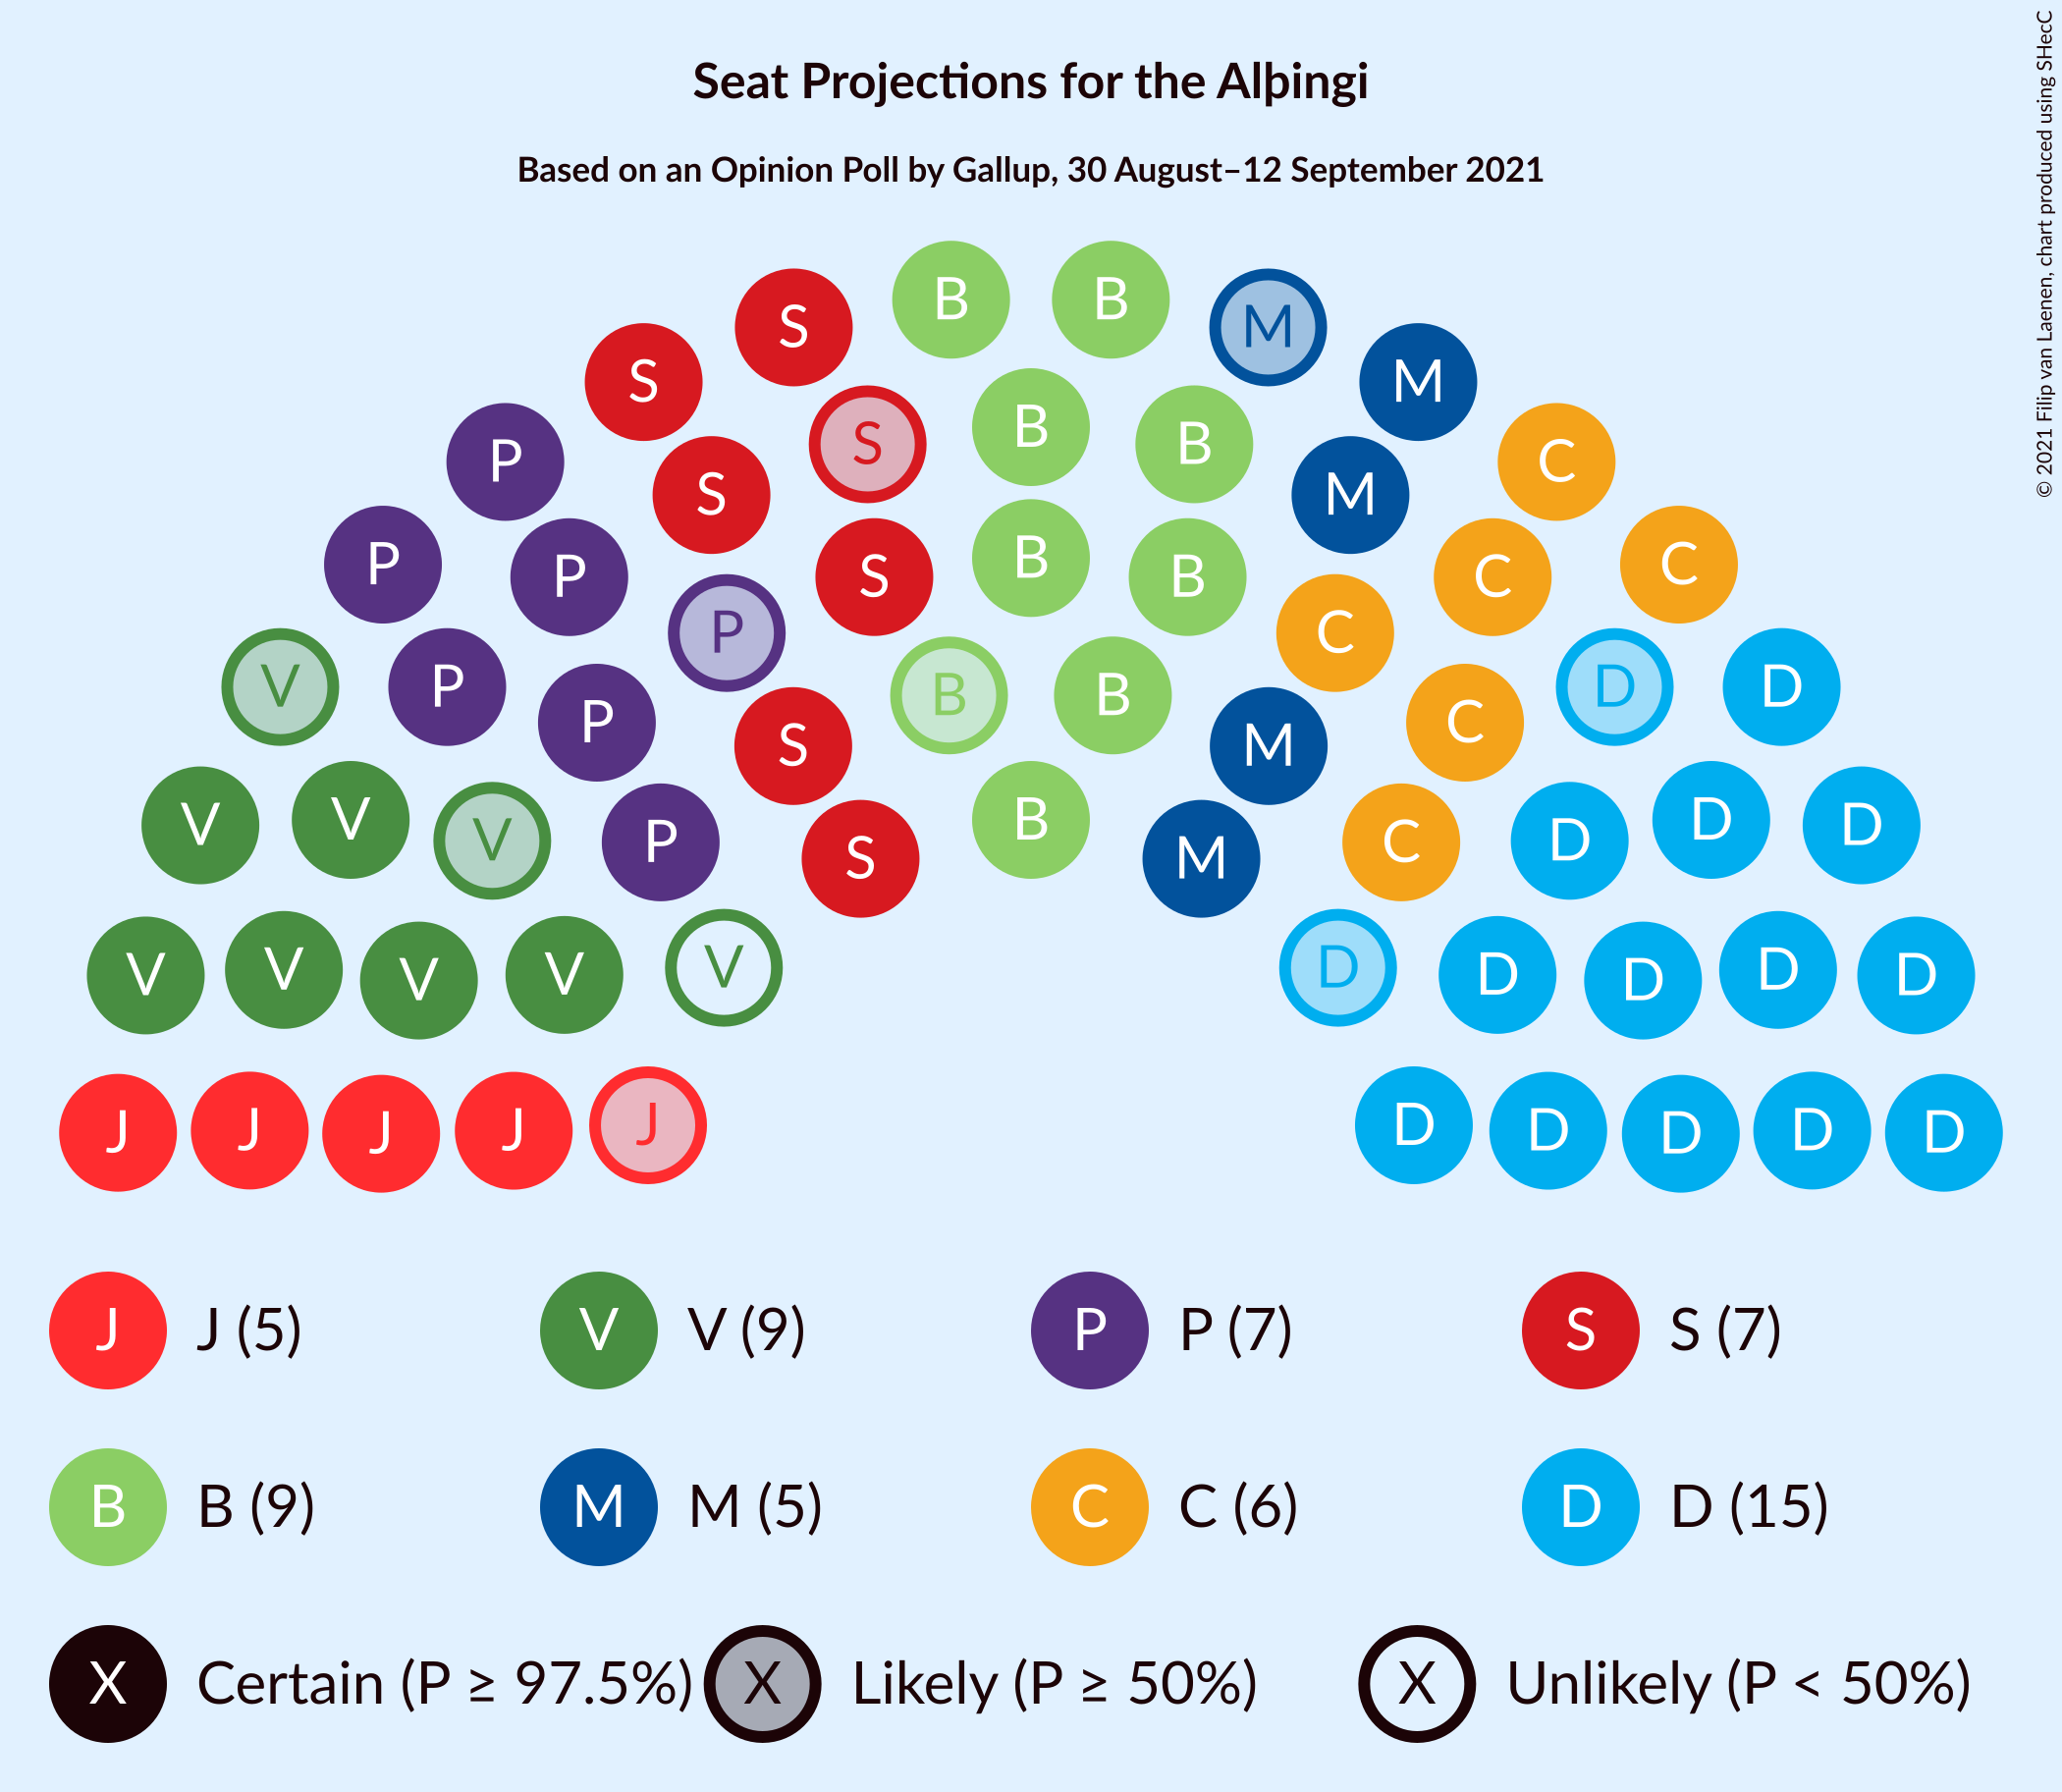 Seat Projections for the Alþingi
Based on an Opinion Poll by Gallup, 30 August–12 September 2021
© 2021 Filip van Laenen, chart produced using SHecC
B B
S M
S B M
S B
P S M C
P P S B B C C
P C
V P B B D D
P S M C
V V V P S B M C D D D
V V V V V D D D D D
J J J J J D D D D D
J J (5) V V (9) P P (7) S S (7)
B B (9) M M (5) C C (6) D D (15)
X Certain (P ≥ 97.5%) X Likely (P ≥ 50%) X Unlikely (P < 50%)